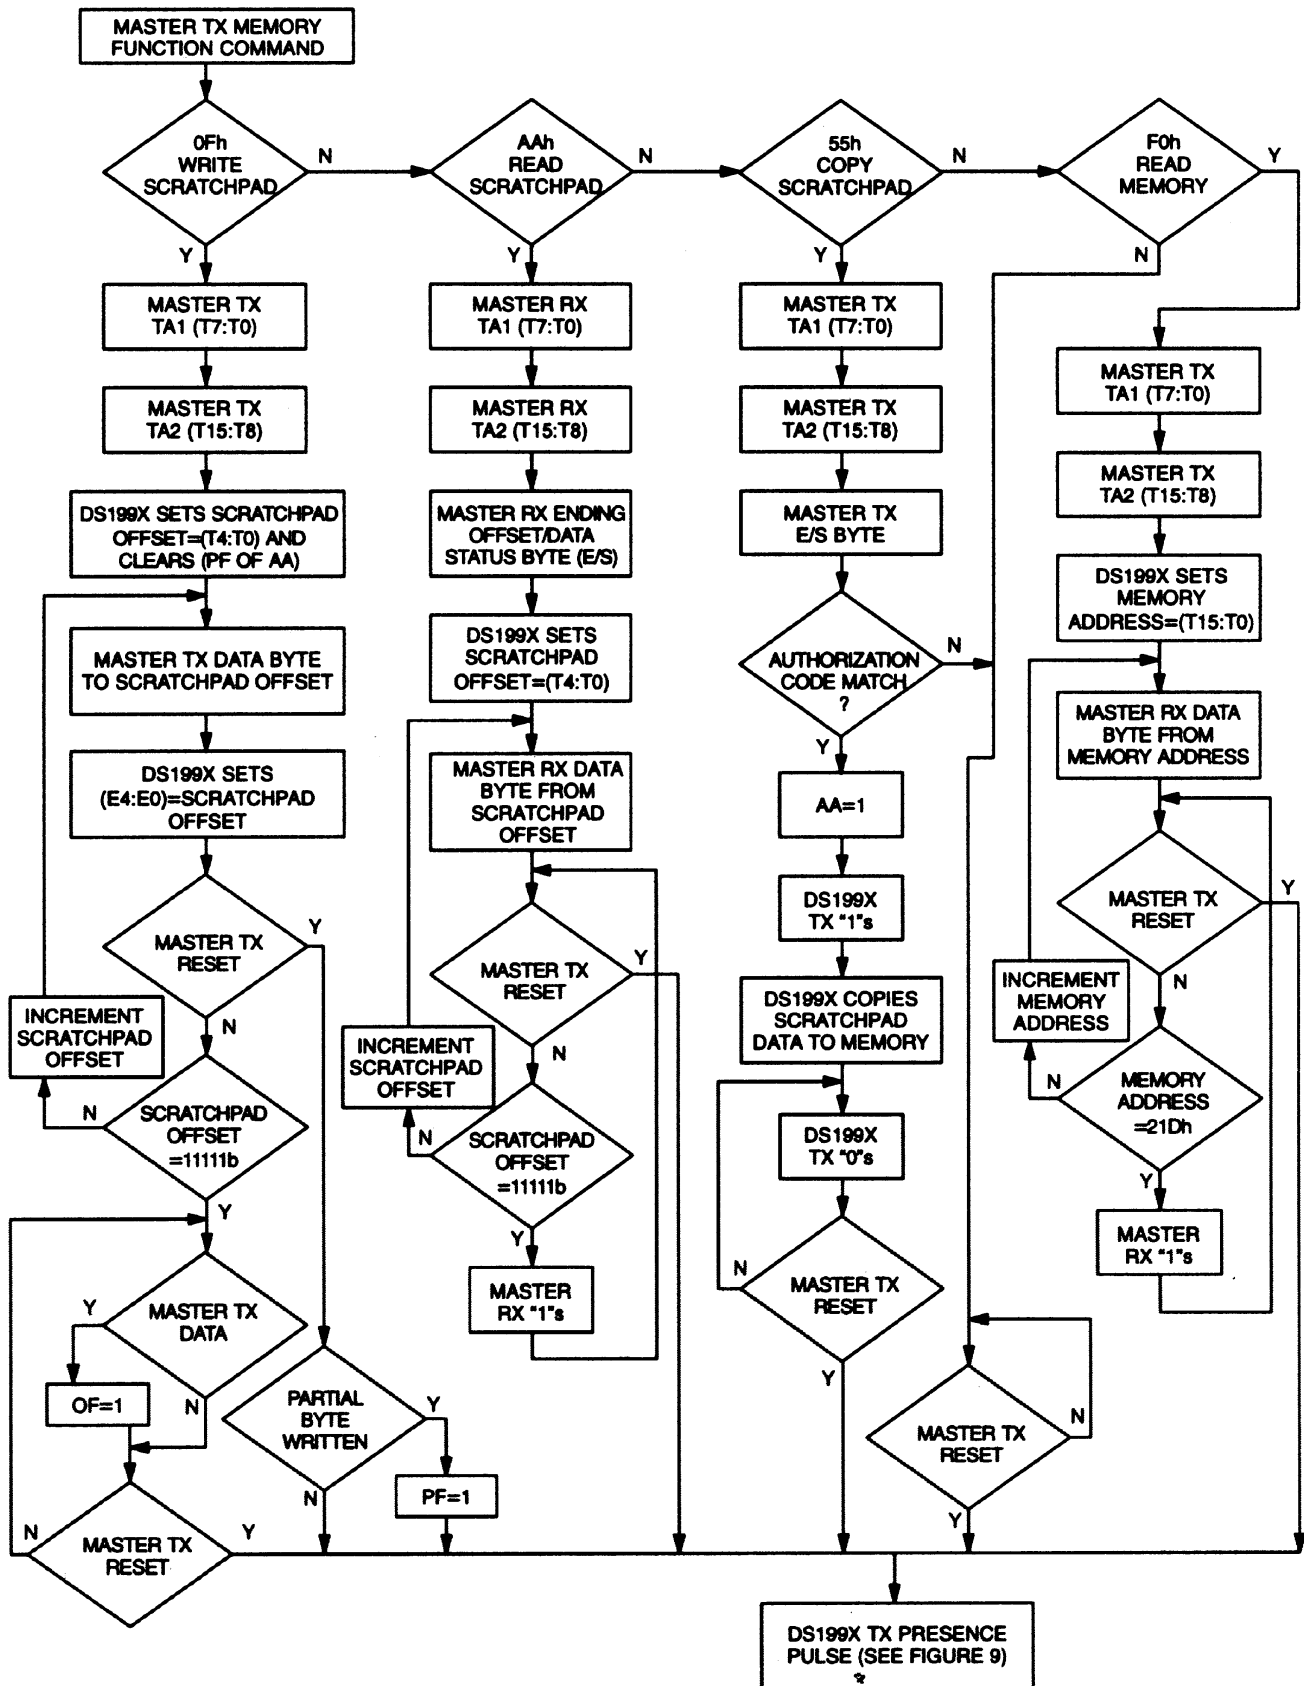 MASTER TX MEMORY
FUNCTION COMMAND
0Fh
WRITE
SCRATCHPAD
N
Y
AAh
READ
SCRATCHPAD
N
Y
55h
COPY
SCRATCHPAD
N
Y
F0h
READ
MEMORY
Y
N
MASTER TX
TA1 (T7:T0)
MASTER TX
TA2 (T15:T8)
DS199X SETS SCRATCHPAD
OFFSET=(T4:T0) AND
CLEARS (PF OF AA)
MASTER TX DATA BYTE
TO SCRATCHPAD OFFSET
DS199X SETS
(E4:E0)=SCRATCHPAD
OFFSET
MASTER TX
RESET
Y
N
INCREMENT
SCRATCHPAD
OFFSET
SCRATCHPAD
OFFSET
=11111b
N
Y
MASTER TX
DATA
Y
N
OF=1
MASTER TX
RESET
N
Y
PARTIAL
BYTE
WRITTEN
Y
N
PF=1
MASTER RX
TA1 (T7:T0)
MASTER RX
TA2 (T15:T8)
MASTER RX ENDING
OFFSET/DATA
STATUS BYTE (E/S)
DS199X SETS
SCRATCHPAD
OFFSET=(T4:T0)
MASTER RX DATA
BYTE FROM
SCRATCHPAD
OFFSET
MASTER TX
RESET
Y
N
INCREMENT
SCRATCHPAD
OFFSET
SCRATCHPAD
OFFSET
=11111b
N
Y
MASTER
RX "1"s
MASTER TX
TA1 (T7:T0)
MASTER TX
TA2 (T15:T8)
MASTER TX
E/S BYTE
AUTHORIZATION
CODE MATCH
?
N
Y
AA=1
DS199X
TX "1"s
DS199X COPIES
SCRATCHPAD
DATA TO MEMORY
DS199X
TX "0"s
MASTER TX
RESET
N
Y
MASTER TX
RESET
N
Y
MASTER TX
TA1 (T7:T0)
MASTER TX
TA2 (T15:T8)
DS199X SETS
MEMORY
ADDRESS=(T15:T0)
MASTER RX DATA
BYTE FROM
MEMORY ADDRESS
MASTER TX
RESET
Y
N
INCREMENT
MEMORY
ADDRESS
MEMORY
ADDRESS
=21Dh
N
Y
MASTER
RX "1"s
DS199X TX PRESENCE
PULSE (SEE FIGURE 9)